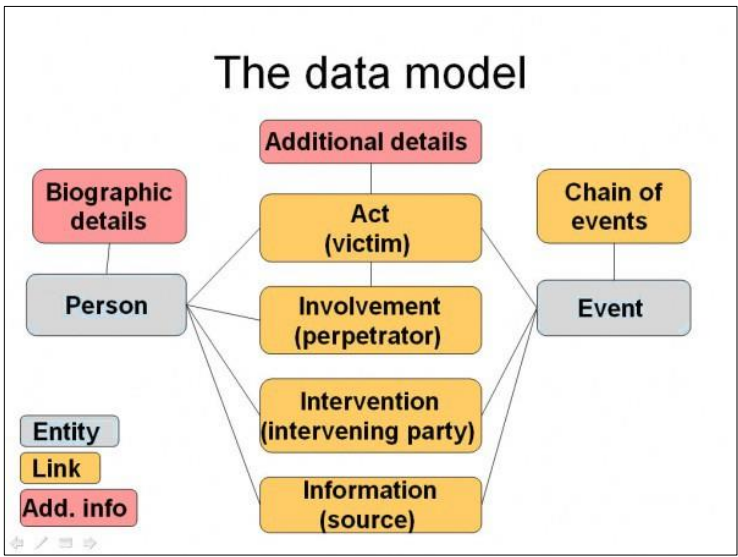 The data model
Additional details
Biographic
details
Act
(victim)
Chain of
events
Person
Involvement
(perpetrator)
Event
Intervention
(intervening party)
Information
(source)
Entity
Link
Add. info